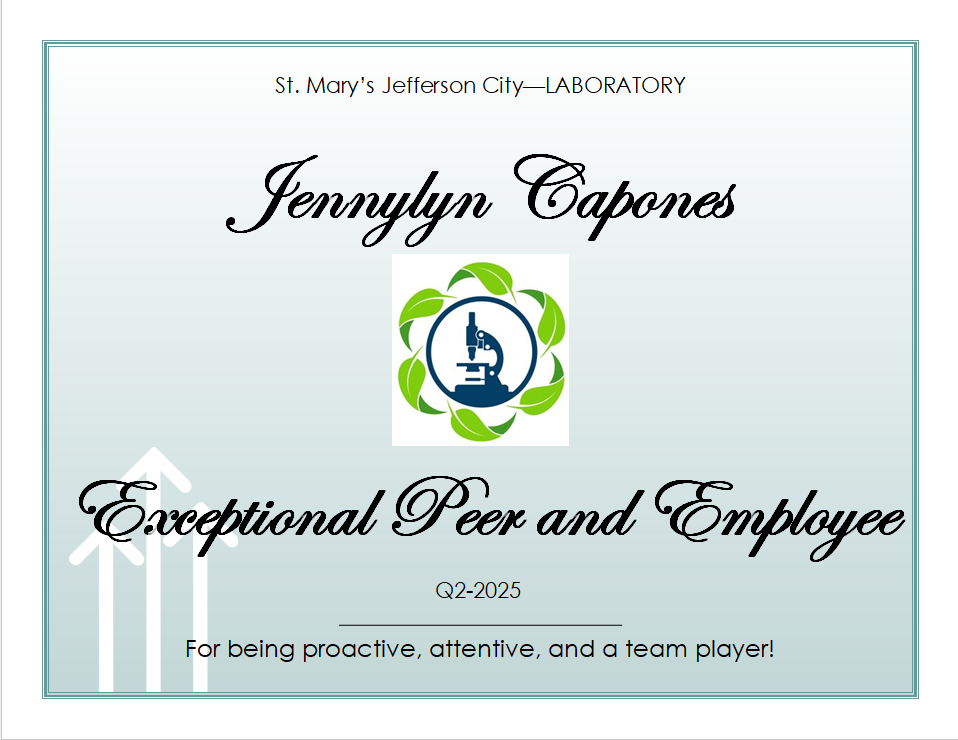 St. Mary's Jefferson City—LABORATORY
Jennylyn Capones
Exceptional Peer and Employee
Q2-2025
For being proactive, attentive, and a team player!